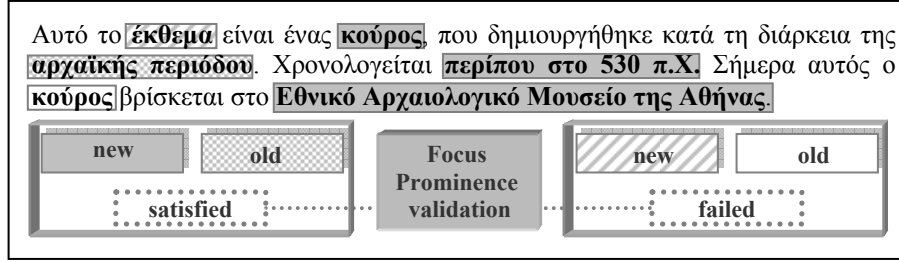 Αυτό το έκθεμα είναι ένας κούρος, που δημιουργήθηκε κατά τη διάρκεια της
αρχαϊκής περιόδου. Χρονολογείται περίπου στο 530 π.Χ. Σήμερα αυτός ο
κούρος βρίσκεται στο Εθνικό Αρχαιολογικό Μουσείο της Αθήνας.
new old
satisfied
Focus
Prominence
validation
new old
failed